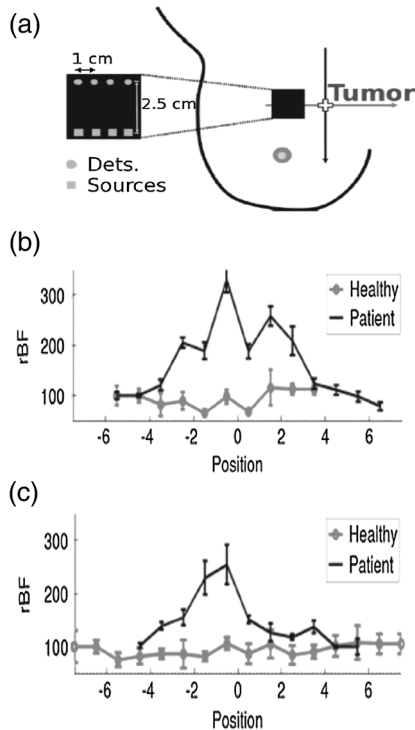 (a)
1 cm
2.5 cm
Tumor
Dets.
Sources
(b)
300
200
100
rBF
Healthy
Patient
-6 -4 -2 0 2 4 6
Position
(c)
300
200
100
rBF
Healthy
Patient
-6 -4 -2 0 2 4 6
Position